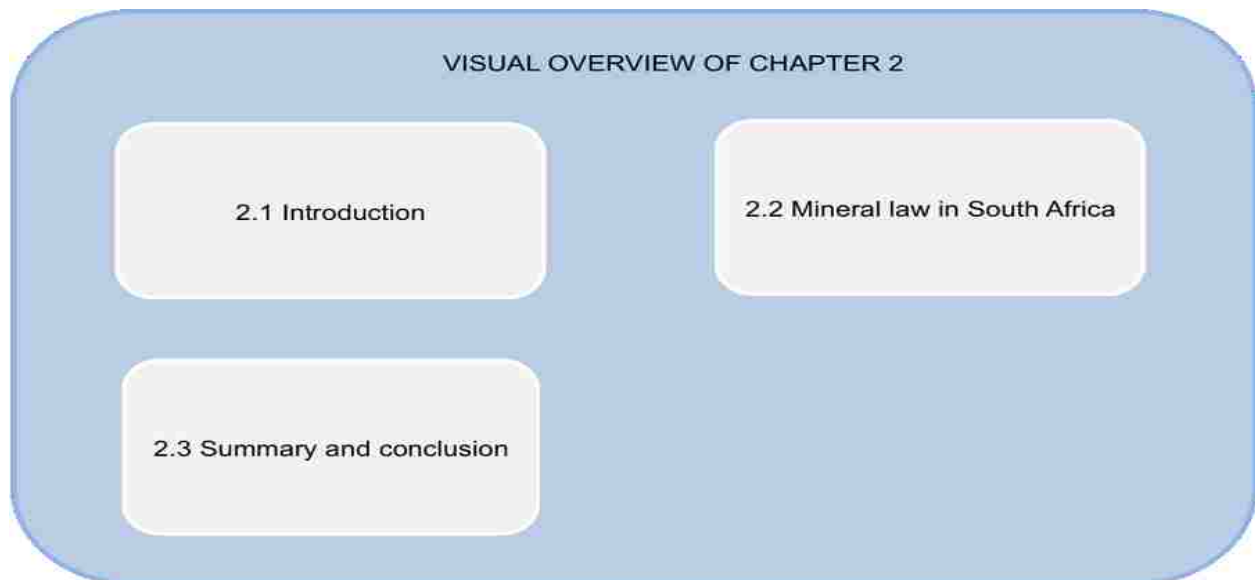 VISUAL OVERVIEW OF CHAPTER 2
2.1 Introduction
2.2 Mineral law in South Africa
2.3 Summary and conclusion